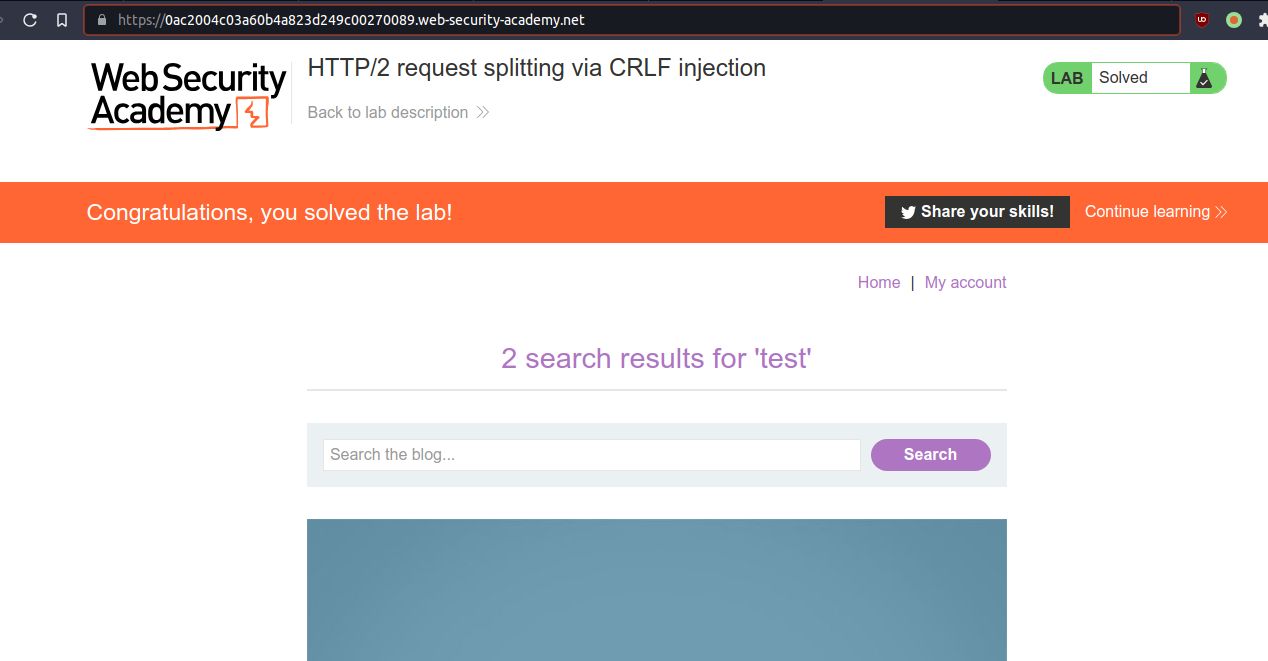 https://0ac2004c03a60b4a823d249c00270089.web-security-academy.net
Web Security
Academy
HTTP/2 request splitting via CRLF injection
Back to lab description
LAB Solved
Congratulations, you solved the lab!
Share your skills!
Continue learning
Home | My account
2 search results for 'test'
Search the blog...
Search